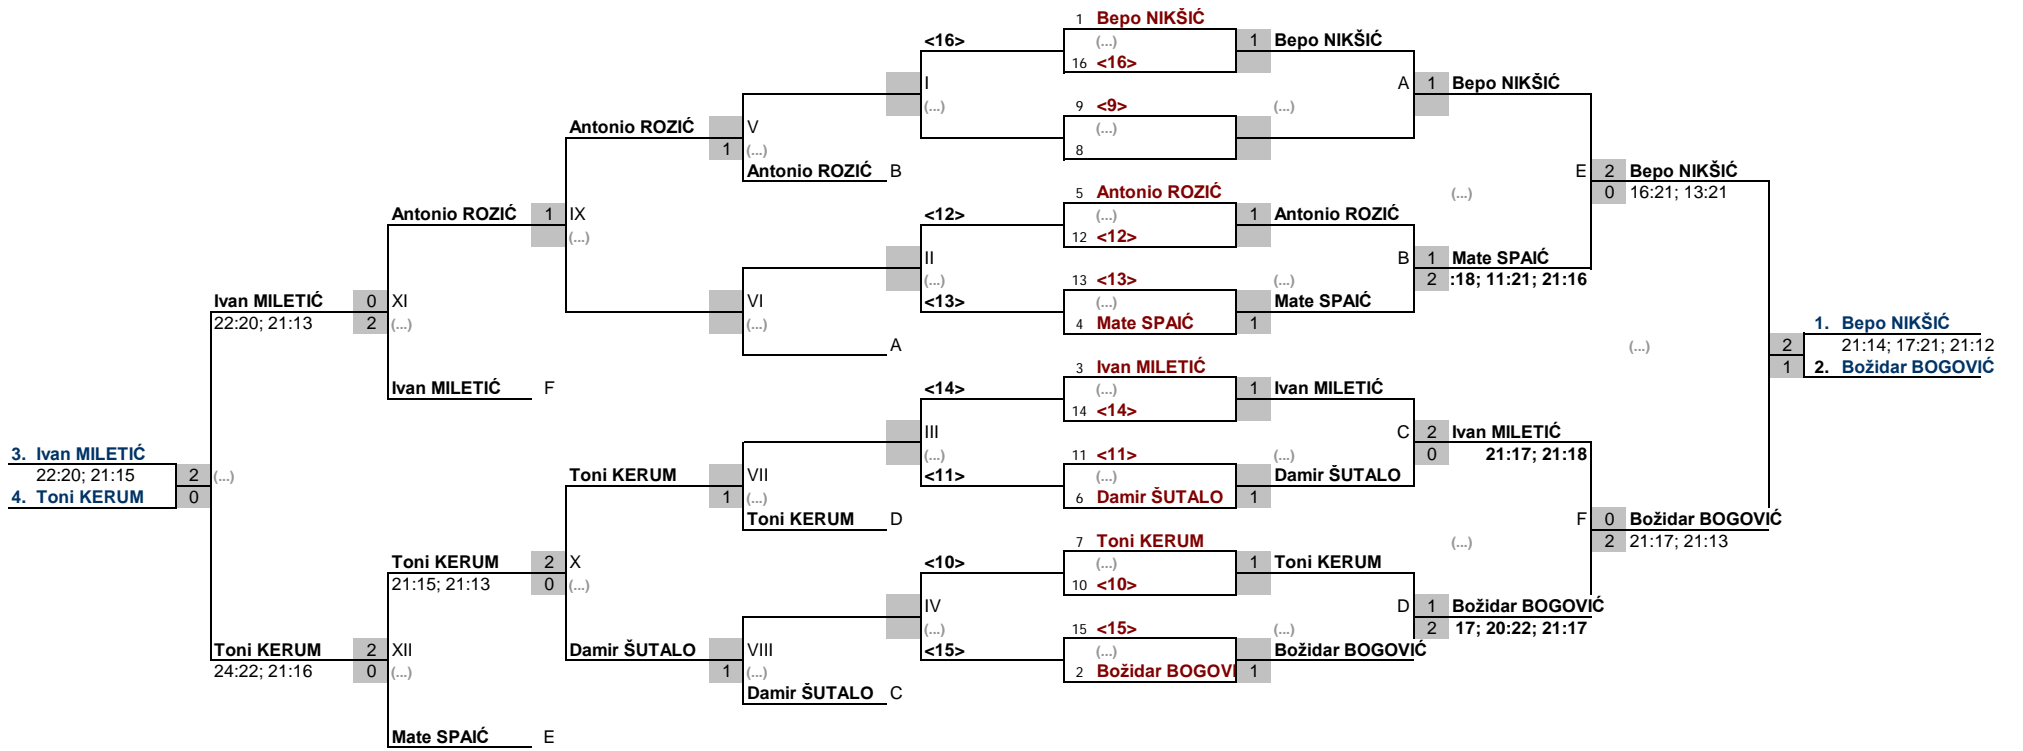 1 Bepo NIKŠIĆ
<16> (...) 1 Bepo NIKŠIĆ
16 <16>
I A 1 Bepo NIKŠIĆ
(...) 9 <9> (...)
Antonio ROZIĆ V (...)
1 (...) 8
Antonio ROZIĆ B E 2 Bepo NIKŠIĆ
5 Antonio ROZIĆ (...) 0 16:21; 13:21
Antonio ROZIĆ 1 IX <12> (...) 1 Antonio ROZIĆ
(...) 12 <12>
II B 1 Mate SPAIĆ
(...) 13 <13> (...) 2 :18; 11:21; 21:16
Ivan MILETIĆ 0 XI VI <13> (...) Mate SPAIĆ
22:20; 21:13 2 (...) (...) 4 Mate SPAIĆ 1 1. Bepo NIKŠIĆ
A (...) 2 21:14; 17:21; 21:12
3 Ivan MILETIĆ 1 2. Božidar BOGOVIĆ
Ivan MILETIĆ F <14> (...) 1 Ivan MILETIĆ
14 <14>
III C 2 Ivan MILETIĆ
3. Ivan MILETIĆ (...) 11 <11> (...) 0 21:17; 21:18
22:20; 21:15 2 (...) Toni KERUM VII <11> (...) Damir ŠUTALO
4. Toni KERUM 0 1 (...) 6 Damir ŠUTALO 1
Toni KERUM D F 0 Božidar BOGOVIĆ
7 Toni KERUM (...) 2 21:17; 21:13
Toni KERUM 2 X <10> (...) 1 Toni KERUM
21:15; 21:13 0 (...) 10 <10>
IV D 1 Božidar BOGOVIĆ
(...) 15 <15> (...) 2 17; 20:22; 21:17
Toni KERUM 2 XII Damir ŠUTALO VIII <15> (...) Božidar BOGOVIĆ
24:22; 21:16 0 (...) 1 (...) 2 Božidar BOGOVI 1
Damir ŠUTALO C
Mate SPAIĆ E